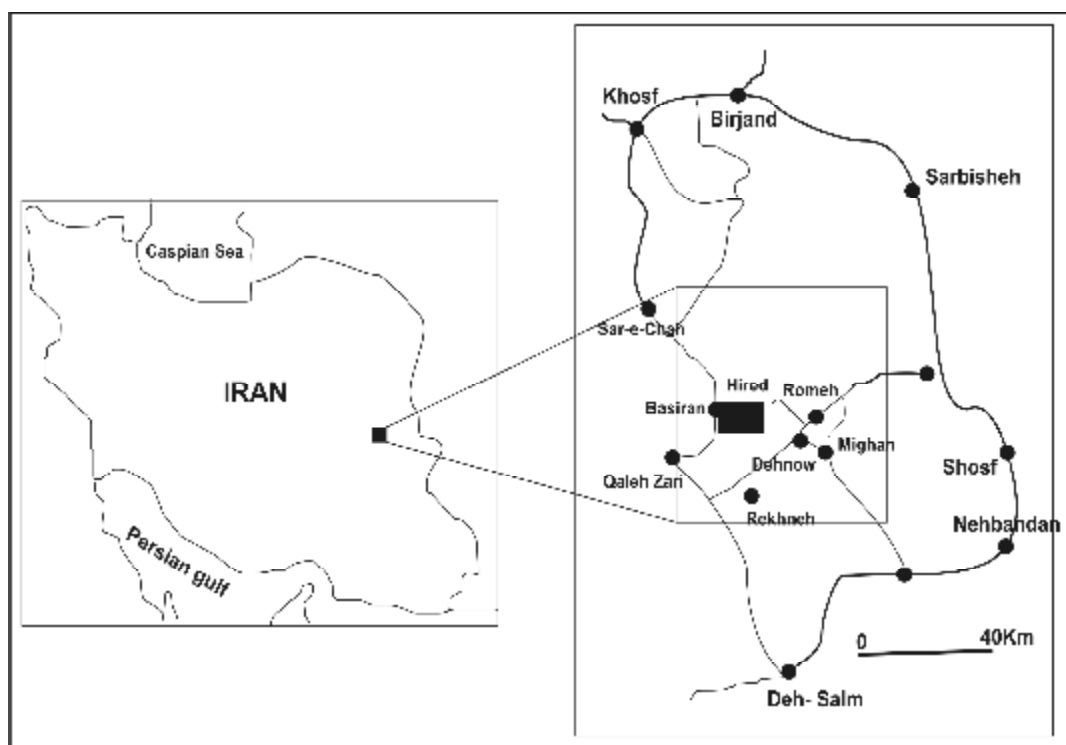 Khosf
Birjand
Sarbisheh
Caspian Sea
Sar-e-Chah
IRAN
Hired
Romeh
Basiran
Mighan
Dehnow
Shosf
Qaleh Zari
Rekhneh
Nehbandan
Persian gulf
0 40Km
Deh- Salm